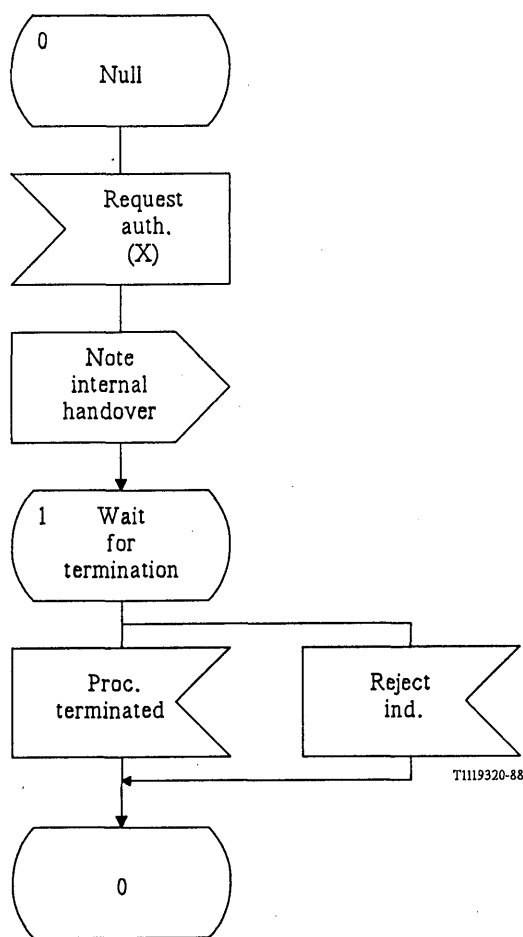 0
Null
Request
auth.
(X)
Note
internal
handover
1 Wait
for
termination
Proc.
terminated
Reject
ind.
T1119320-88
0